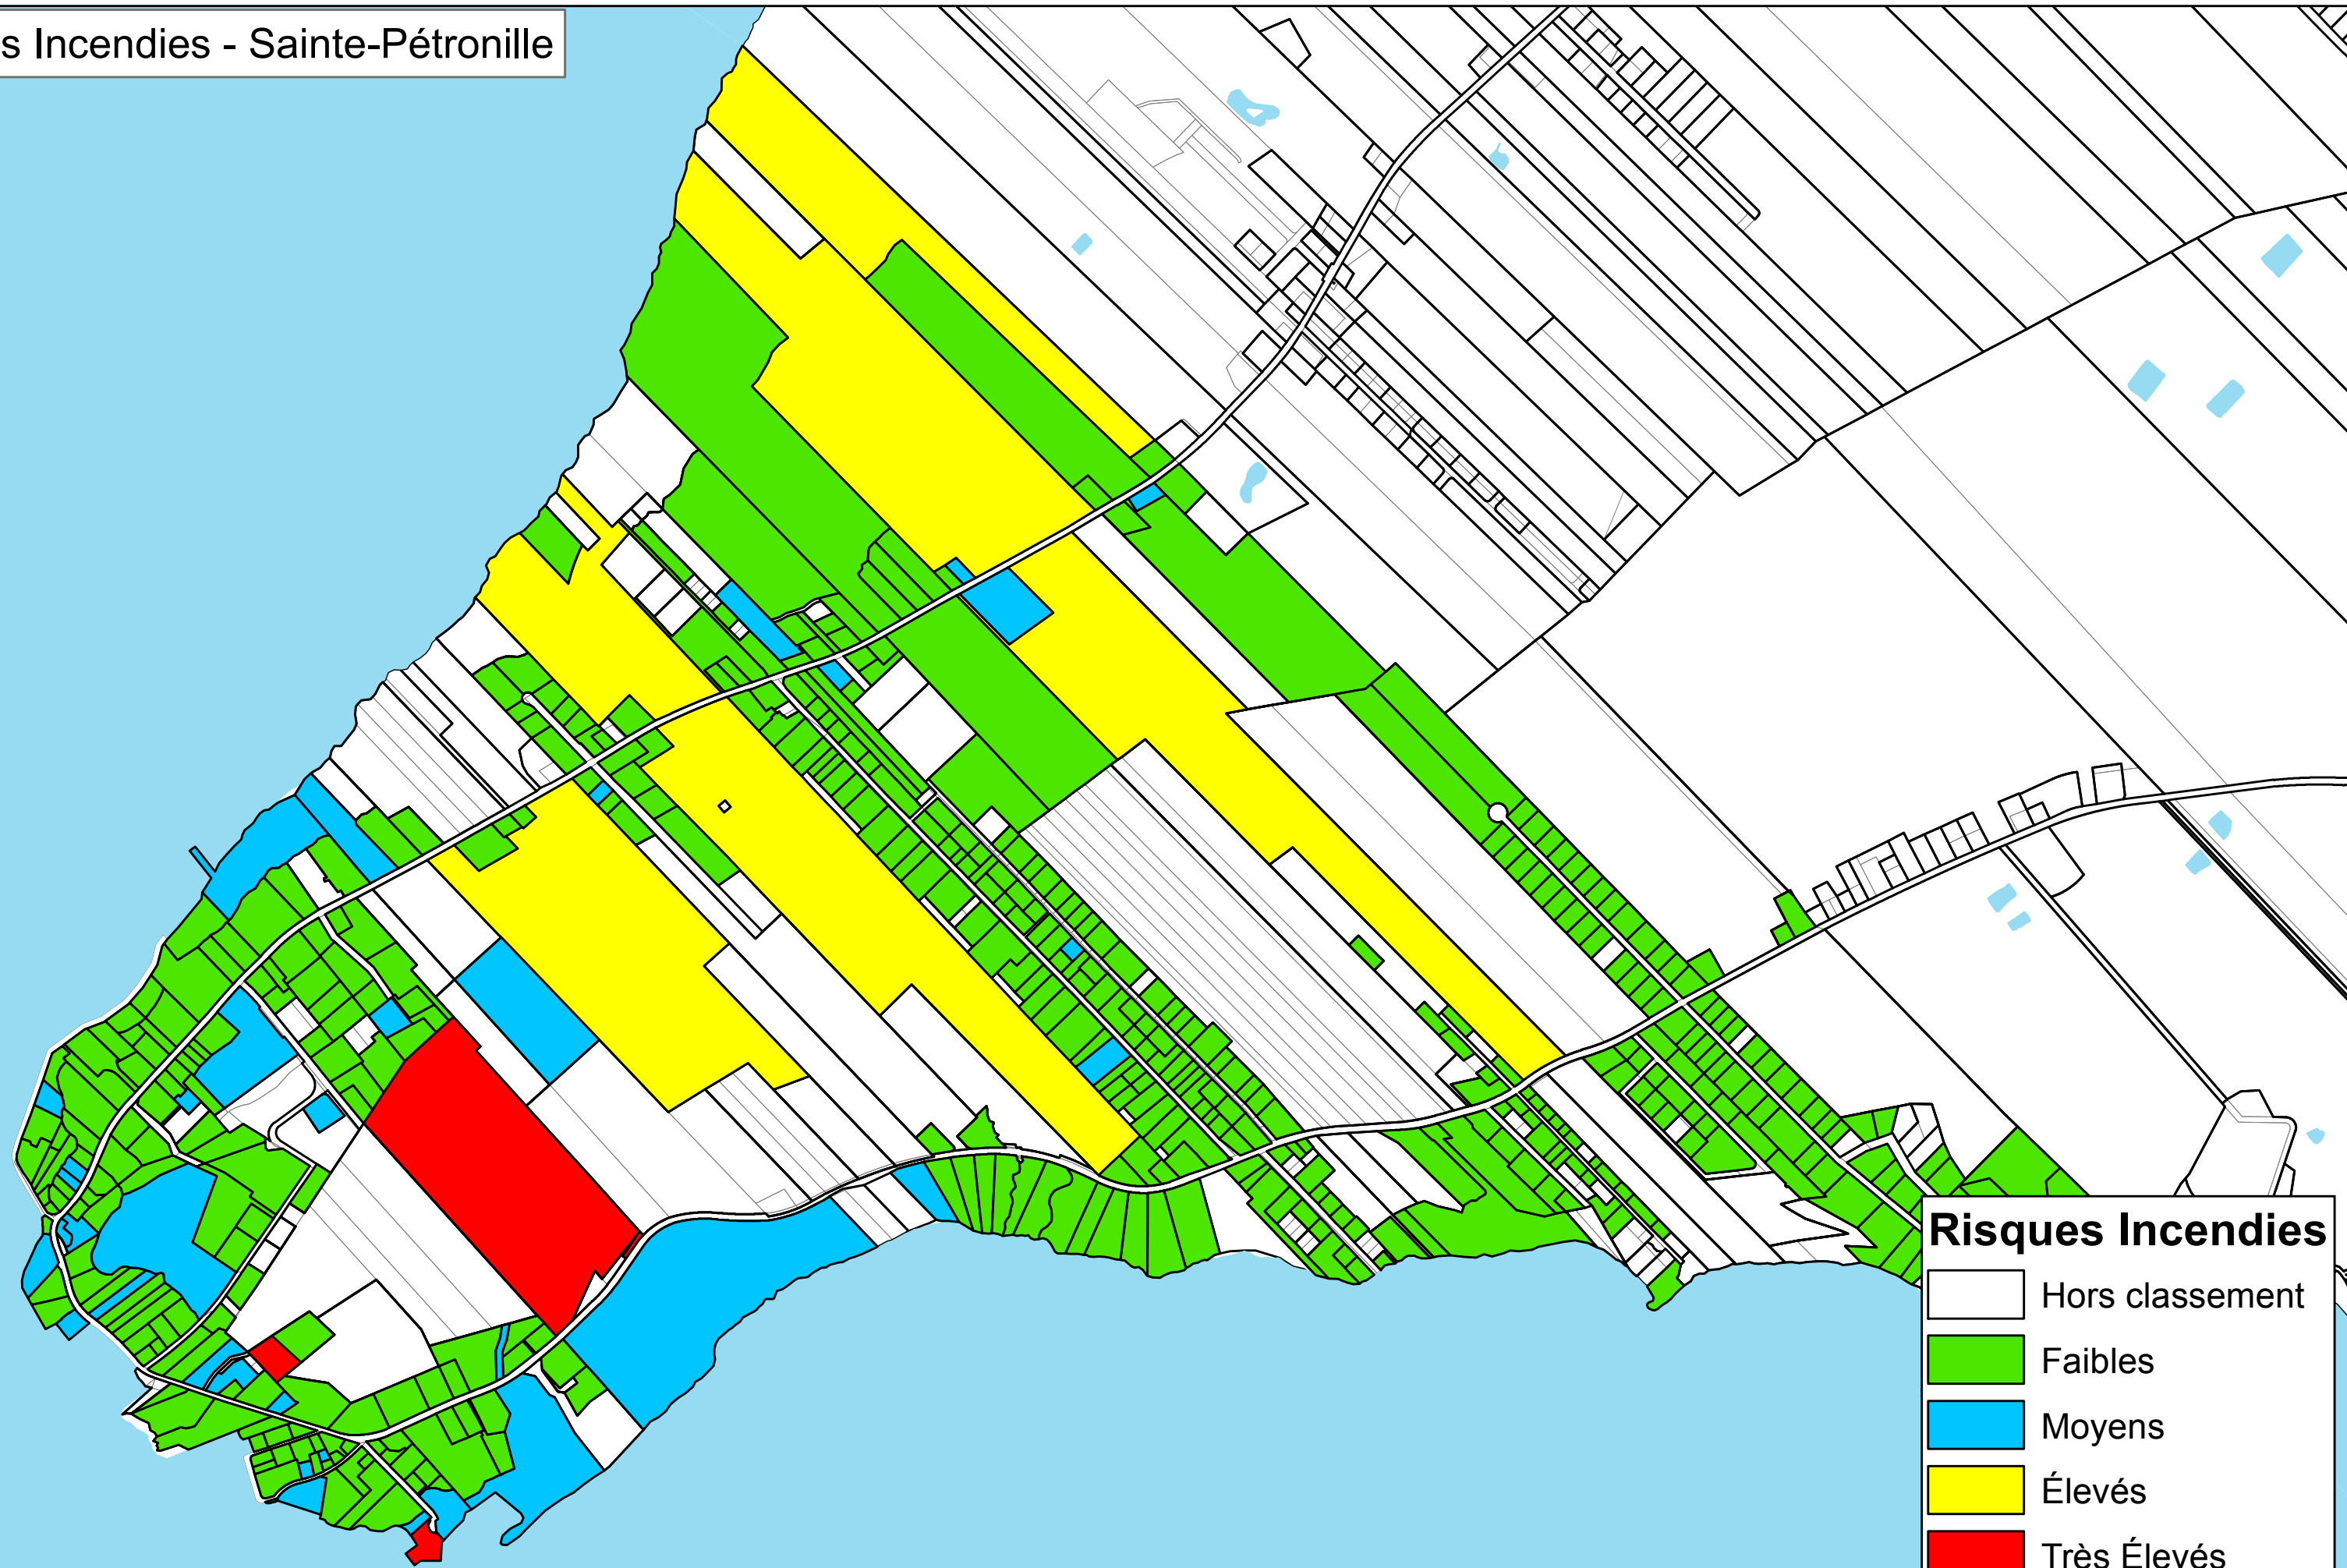 s Incendies - Sainte-Pétronille
Risques Incendies
Hors classement
Faibles
Moyens
Élevés
Très Élevés